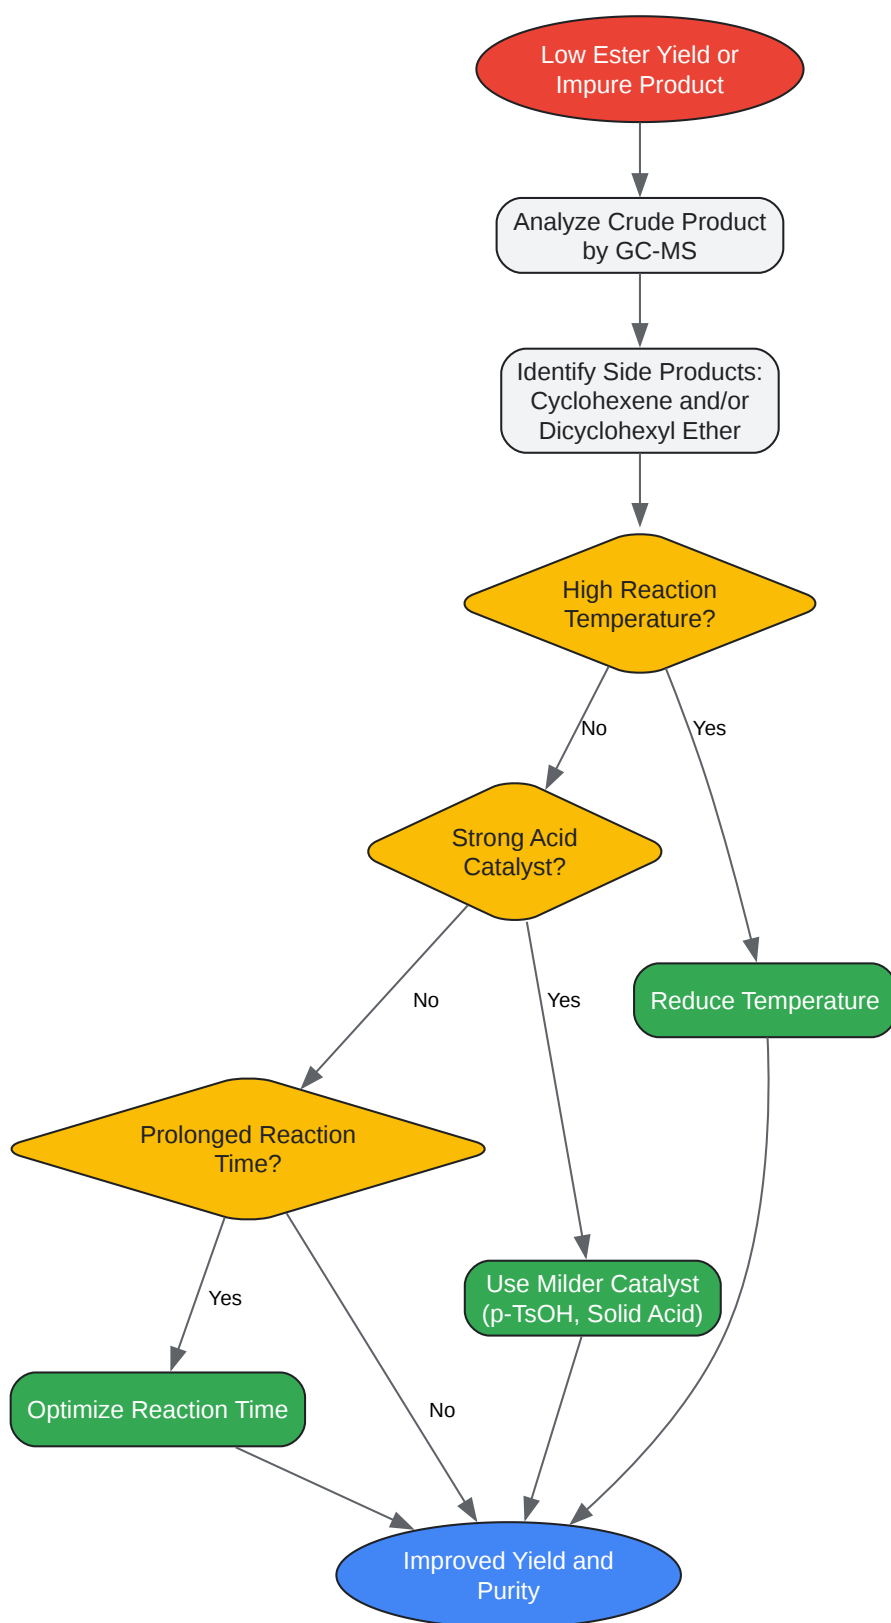 Low Ester Yield or
Impure Product
Analyze Crude Product
by GC-MS
Identify Side Products:
Cyclohexene and/or
Dicyclohexyl Ether
High Reaction
Temperature?
No
Yes
Strong Acid
Catalyst?
No
Yes
Reduce Temperature
Prolonged Reaction
Time?
Yes
No
Use Milder Catalyst
(p-TsOH, Solid Acid)
Optimize Reaction Time
Improved Yield and
Purity